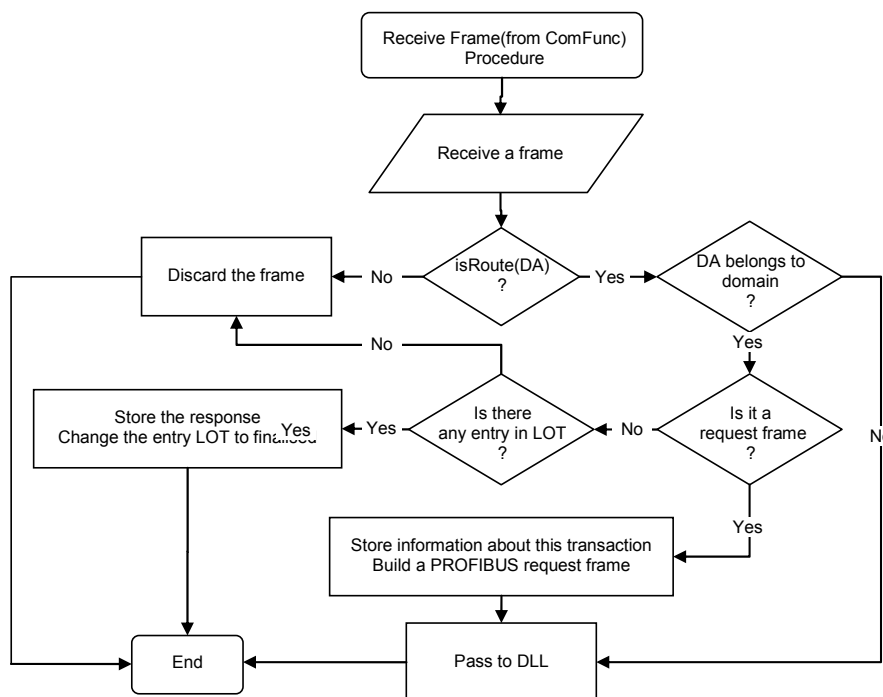 Receive Frame(from ComFunc)
Procedure
Receive a frame
isRoute(DA)
?
No
Yes
DA belongs to
domain
?
Discard the frame
Yes
No
Is there
any entry in LOT
?
No
Is it a
request frame
?
Store the response
Change the entry LOT to
Yes
Yes
Yes
Store information about this transaction
Build a PROFIBUS request frame
Pass to DLL
End